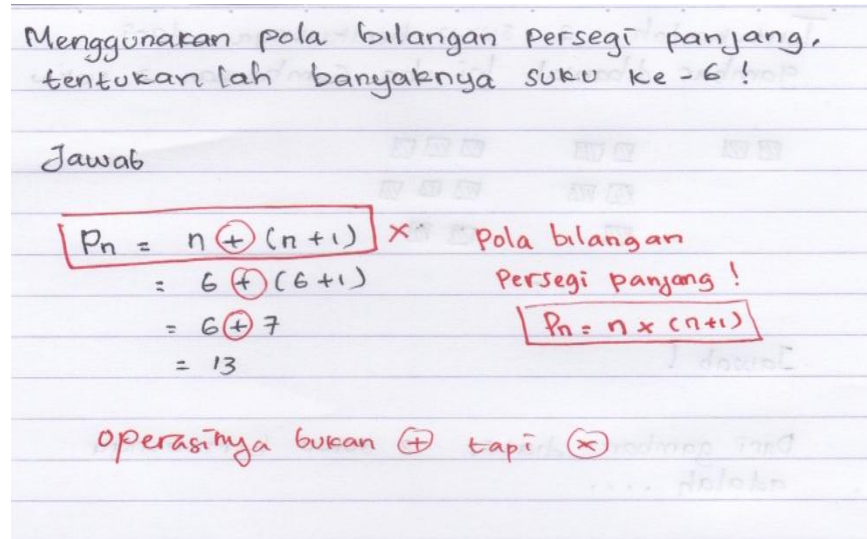 Menggunakan pola bilangan persegi panjang,
tentukanlah banyaknya suku ke-6!
Jawab
Pn = n + (n+1) × Pola bilangan
= 6 + (6+1) Persegi panjang!
= 6 + 7 Pn = n × (n+1)
= 13
operasinya bukan + tapi ×